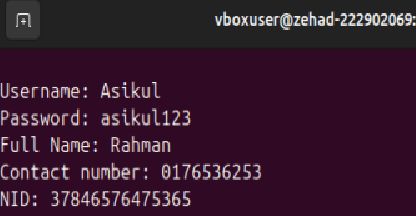 vboxuser@zehad-222902069:
Username: Asikul
Password: asikul123
Full Name: Rahman
Contact number: 0176536253
NID: 37846576475365